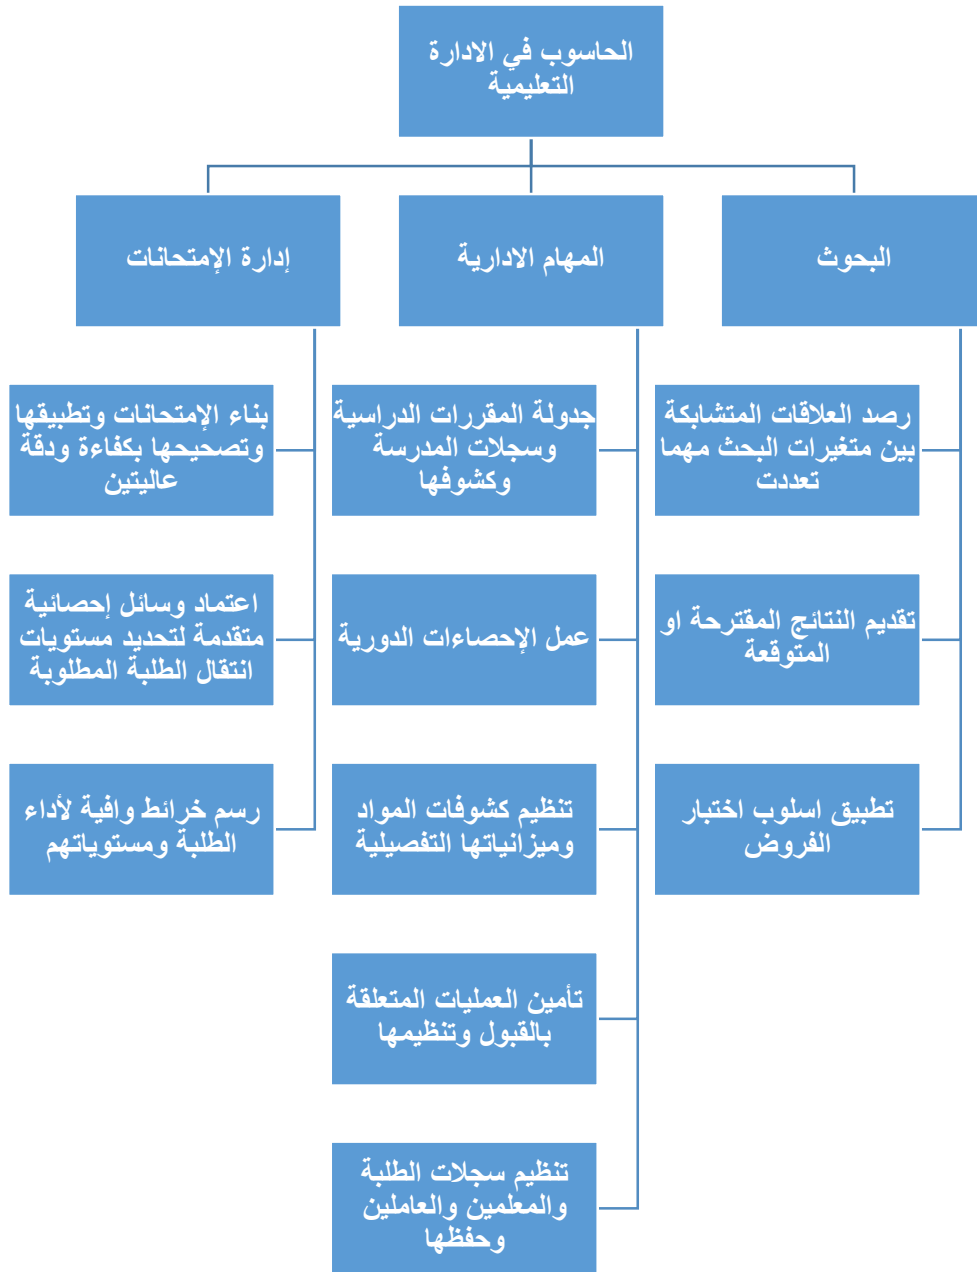 الحاسوب في الادارة
التعليمية
البحوث
المهام الادارية
إدارة الإمتحانات
رصد العلاقات المتشابكة
بين متغيرات البحث مهما
تعددت
تقديم النتائج المقترحة او
المتوقعة
تطبيق اسلوب اختبار
الفروض
جدولة المقررات الدراسية
وسجلات المدرسة
وكشوفها
عمل الإحصاءات الدورية
تنظيم كشوفات المواد
وميزانياتها التفصيلية
تأمين العمليات المتعلقة
بالقبول وتنظيمها
تنظيم سجلات الطلبة
والمعلمين والعاملين
وحفظها
بناء الإمتحانات وتطبيقها
وتصحيحها بكفاءة ودقة
عاليتين
اعتماد وسائل إحصائية
متقدمة لتحديد مستويات
انتقال الطلبة المطلوبة
رسم خرائط وافية لأداء
الطلبة ومستوياتهم